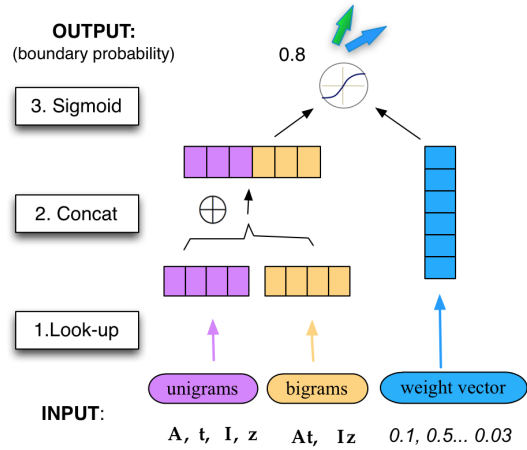 OUTPUT:
(boundary probability)
0.8
3. Sigmoid
2. Concat
1.Look-up
unigrams bigrams weight vector
INPUT:
A, t, I, z At, Iz 0.1, 0.5... 0.03